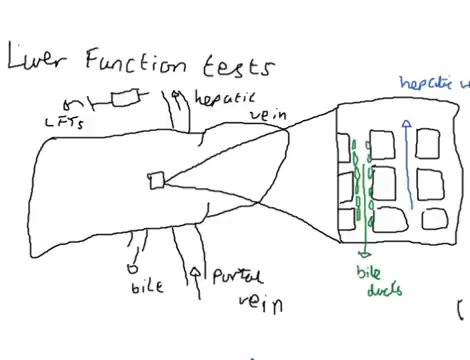 Liver Function tests
LFTs
hepatic
vein
hepatic
bile
portal
vein
bile
ducts